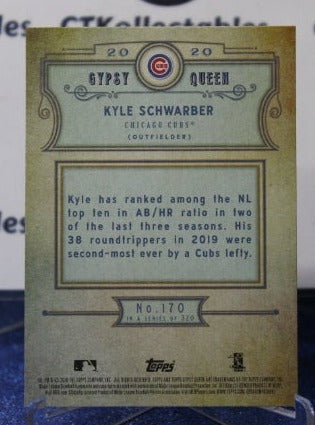 CTKCollectables
20 20
CUBS
GYPSY QUEEN
KYLE SCHWARBER
CHICAGO CUBS®
(OUTFIELDER)
Kyle has ranked among the NL
top ten in AB/HR ratio in two
of the last three seasons. His
38 roundtrippers in 2019 were
second-most ever by a Cubs lefty.
No. 170
IN A SERIES OF 320
Topps